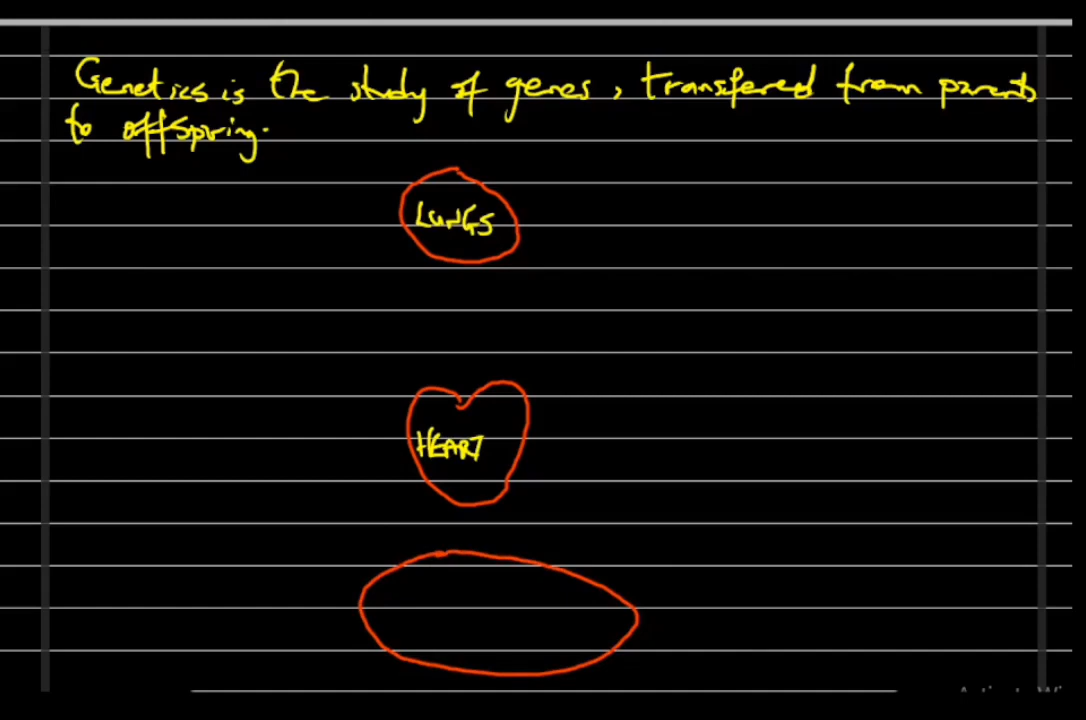 Genetics is the study of genes, transfered from parents
to offspring.
LUNGS
HEART